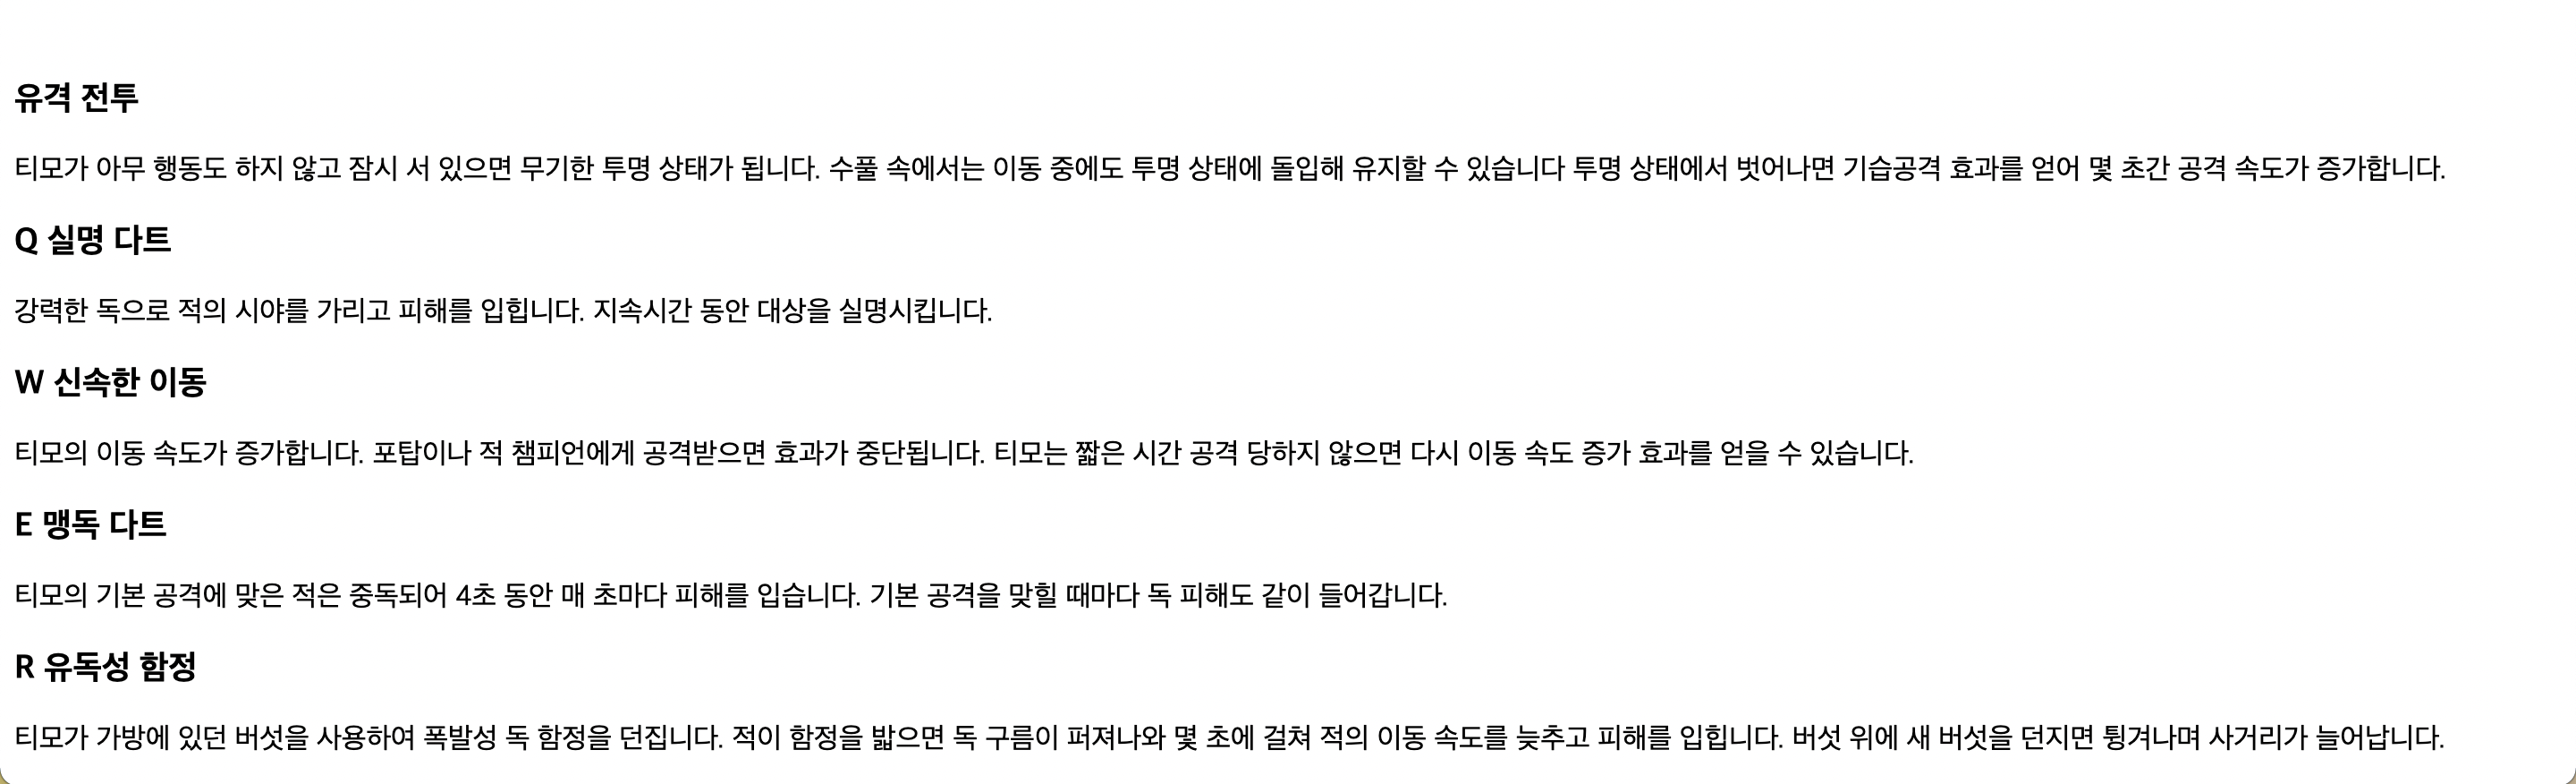 유격 전투
티모가 아무 행동도 하지 않고 잠시 서 있으면 무기한 투명 상태가 됩니다. 수풀 속에서는 이동 중에도 투명 상태에 돌입해 유지할 수 있습니다 투명 상태에서 벗어나면 기습공격 효과를 얻어 몇 초간 공격 속도가 증가합니다.
Q 실명 다트
강력한 독으로 적의 시야를 가리고 피해를 입힙니다. 지속시간 동안 대상을 실명시킵니다.
W 신속한 이동
티모의 이동 속도가 증가합니다. 포탑이나 적 챔피언에게 공격받으면 효과가 중단됩니다. 티모는 짧은 시간 공격 당하지 않으면 다시 이동 속도 증가 효과를 얻을 수 있습니다.
E 맹독 다트
티모의 기본 공격에 맞은 적은 중독되어 4초 동안 매 초마다 피해를 입습니다. 기본 공격을 맞힐 때마다 독 피해도 같이 들어갑니다.
R 유독성 함정
티모가 가방에 있던 버섯을 사용하여 폭발성 독 함정을 던집니다. 적이 함정을 밟으면 독 구름이 퍼져나와 몇 초에 걸쳐 적의 이동 속도를 늦추고 피해를 입힙니다. 버섯 위에 새 버섯을 던지면 튕겨나며 사거리가 늘어납니다.